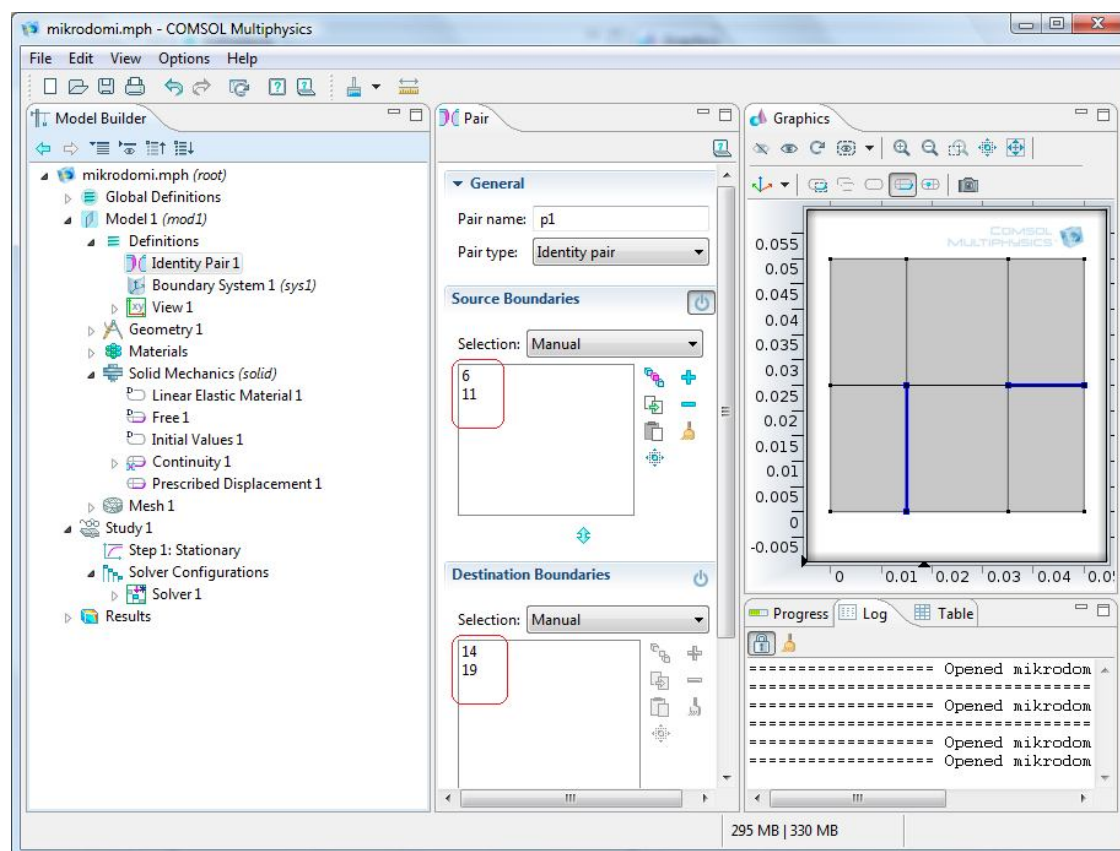 mikrodomi.mph - COMSOL Multiphysics
File Edit View Options Help
Model Builder
mikrodomi.mph (root)
Global Definitions
Model 1 (mod1)
Definitions
Identity Pair 1
Boundary System 1 (sys1)
View 1
Geometry 1
Materials
Solid Mechanics (solid)
Linear Elastic Material 1
Free 1
Initial Values 1
Continuity 1
Prescribed Displacement 1
Mesh 1
Study 1
Step 1: Stationary
Solver Configurations
Solver 1
Results
Pair
General
Pair name: p1
Pair type: Identity pair
Source Boundaries
Selection: Manual
6
11
Destination Boundaries
Selection: Manual
14
19
Graphics
COMSOL
MULTIPHYSICS
0.055
0.05
0.045
0.04
0.035
0.03
0.025
0.02
0.015
0.01
0.005
0
-0.005
0 0.01 0.02 0.03 0.04
Progress Log Table
=================== Opened mikrodom
===================================
=================== Opened mikrodom
===================================
=================== Opened mikrodom
=================== Opened mikrodom
295 MB | 330 MB